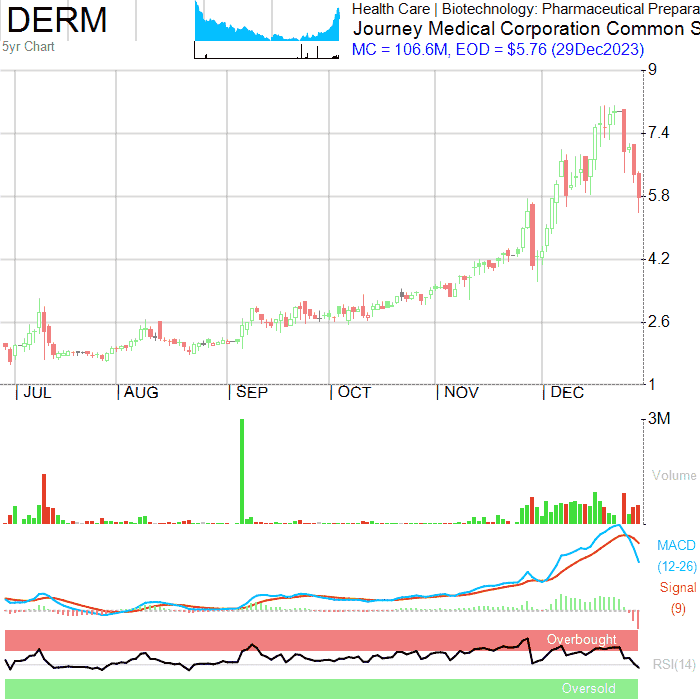 DERM
5yr Chart
Health Care | Biotechnology: Pharmaceutical Prepara
Journey Medical Corporation Common S
MC = 106.6M, EOD = $5.76 (29Dec2023)
9
7.4
5.8
4.2
2.6
1
| JUL | AUG | SEP | OCT | NOV | DEC
3M
Volume
MACD
(12-26)
Signal
(9)
Overbought
RSI(14)
Oversold